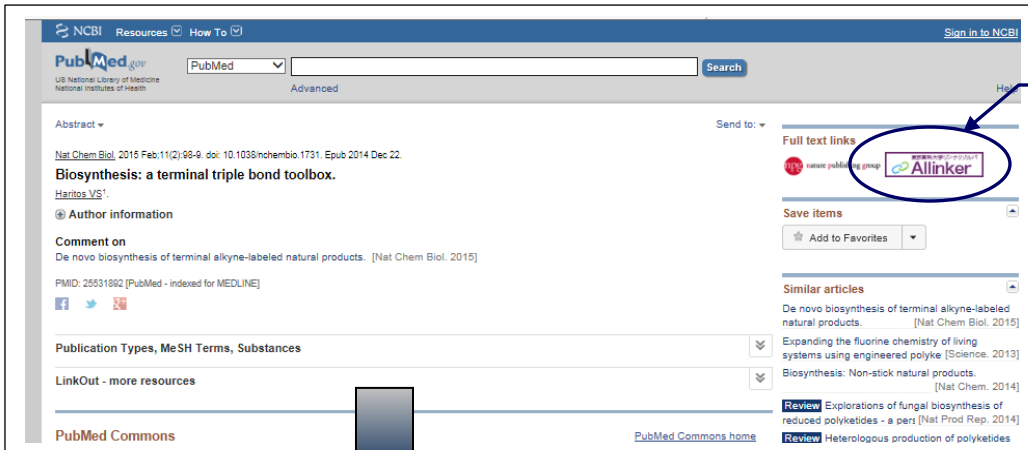 NCBI Resources How To Sign in to NCBI
PubMed.gov
US National Library of Medicine
National Institutes of Health
PubMed
Search
Advanced
Help
Abstract
Send to:
Nat Chem Biol. 2015 Feb;11(2):98-9. doi: 10.1038/nchembio.1731. Epub 2014 Dec 22.
Biosynthesis: a terminal triple bond toolbox.
Haritos VS1.
Author information
Comment on
De novo biosynthesis of terminal alkyne-labeled natural products. [Nat Chem Biol. 2015]
PMID: 25531892 [PubMed - indexed for MEDLINE]
Publication Types, MeSH Terms, Substances
LinkOut - more resources
PubMed Commons
PubMed Commons home
Full text links
npg nature publishing group
Allinker
Save items
Add to Favorites
Similar articles
De novo biosynthesis of terminal alkyne-labeled
natural products. [Nat Chem Biol. 2015]
Expanding the fluorine chemistry of living
systems using engineered polyke [Science. 2013]
Biosynthesis: Non-stick natural products.
[Nat Chem. 2014]
Review Explorations of fungal biosynthesis of
reduced polyketides - a pers [Nat Prod Rep. 2014]
Review Heterologous production of polyketides